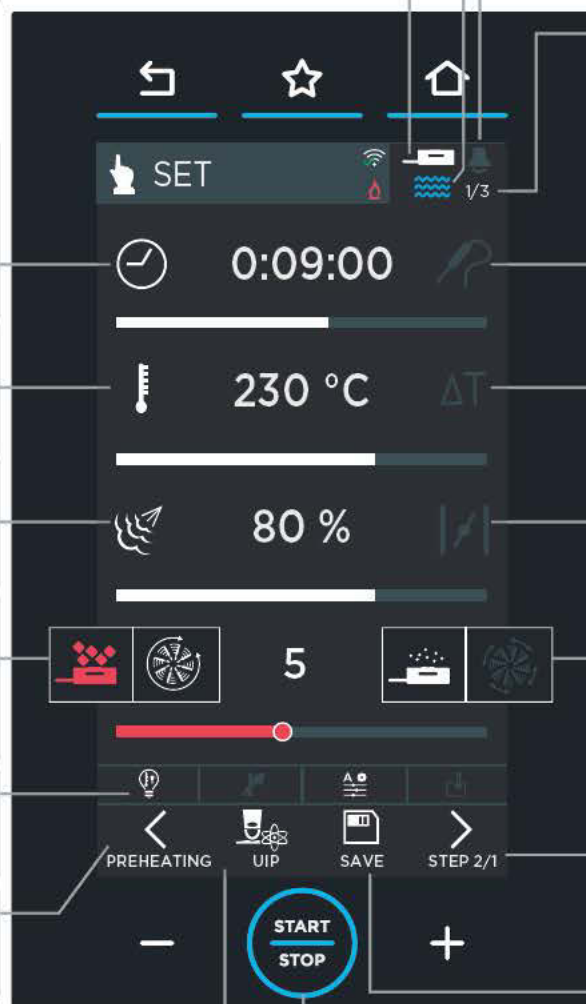 SET
1/3
0:09:00
230 °C
ΔT
80 %
5
A
PREHEATING
UIP
SAVE
STEP 2/1
START
STOP